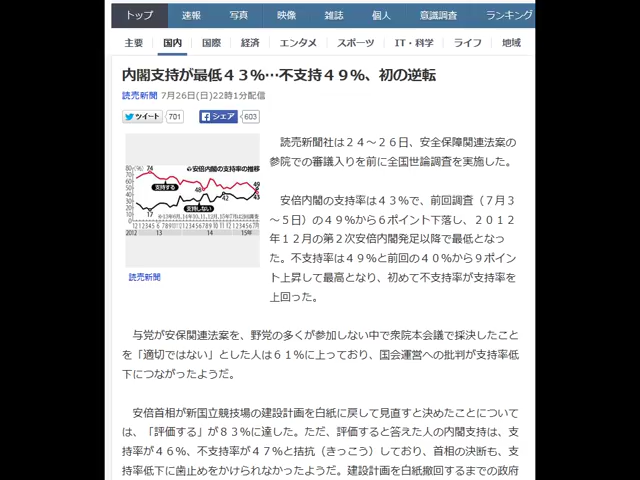 トップ 速報 写真 映像 雑誌 個人 意識調査 ランキング
主要 国内 国際 経済 エンタメ スポーツ IT・科学 ライフ 地域
内閣支持が最低４３％…不支持４９％、初の逆転
読売新聞 7月26日(日)22時1分配信
ツイート 701 シェア 603
安倍内閣の支持率の推移
80(%)
70
60
50
40
30
20
10
0
74
支持する
48
49
43
42
支持しない
17
2012 13 14 15
読売新聞
読売新聞社は２４～２６日、安全保障関連法案の
参院での審議入りを前に全国世論調査を実施した。
安倍内閣の支持率は４３％で、前回調査（７月３
～５日）の４９％から６ポイント下落し、２０１２
年１２月の第２次安倍内閣発足以降で最低となっ
た。不支持率は４９％と前回の４０％から９ポイン
ト上昇して最高となり、初めて不支持率が支持率を
上回った。
与党が安保関連法案を、野党の多くが参加しない中で衆院本会議で採決したこと
を「適切ではない」とした人は６１％に上っており、国会運営への批判が支持率低
下につながったようだ。
安倍首相が新国立競技場の建設計画を白紙に戻して見直すと決めたことについて
は、「評価する」が８３％に達した。ただ、評価すると答えた人の内閣支持は、支
持率が４６％、不支持率が４７％と拮抗（きっこう）しており、首相の決断も、支
持率低下に歯止めをかけられなかったようだ。建設計画を白紙撤回するまでの政府